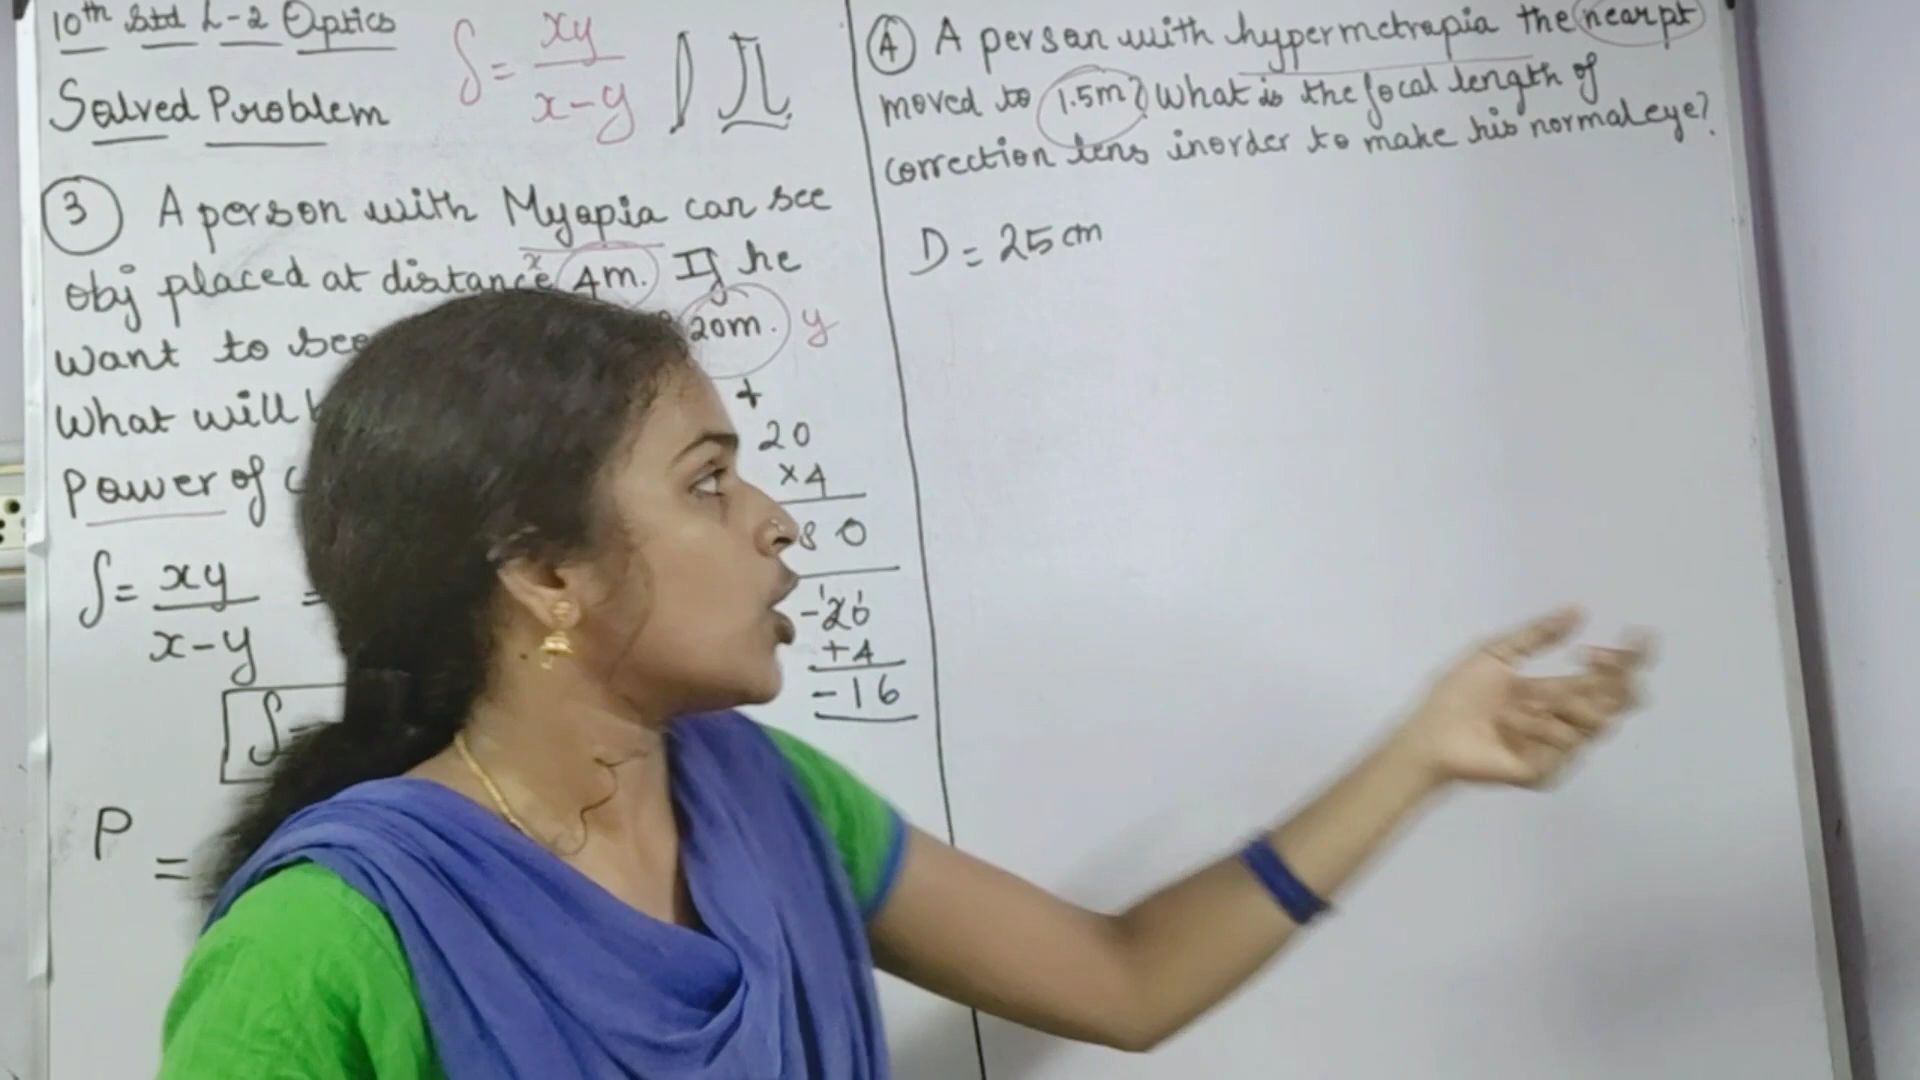 10th Std L-2 Optics
Solved Problem
f = xy / x-y
3 A person with Myopia can see
obj placed at distance 4m. If he
x
want to see 20m. y
What will
Power of
f = xy / x-y =
f =
P =
+
20
×4
80
-20
+4
-16
4 A person with hypermetropia the near pt
moved to 1.5m? What is the focal length of
correction lens inorder to make his normal eye?
D = 25cm